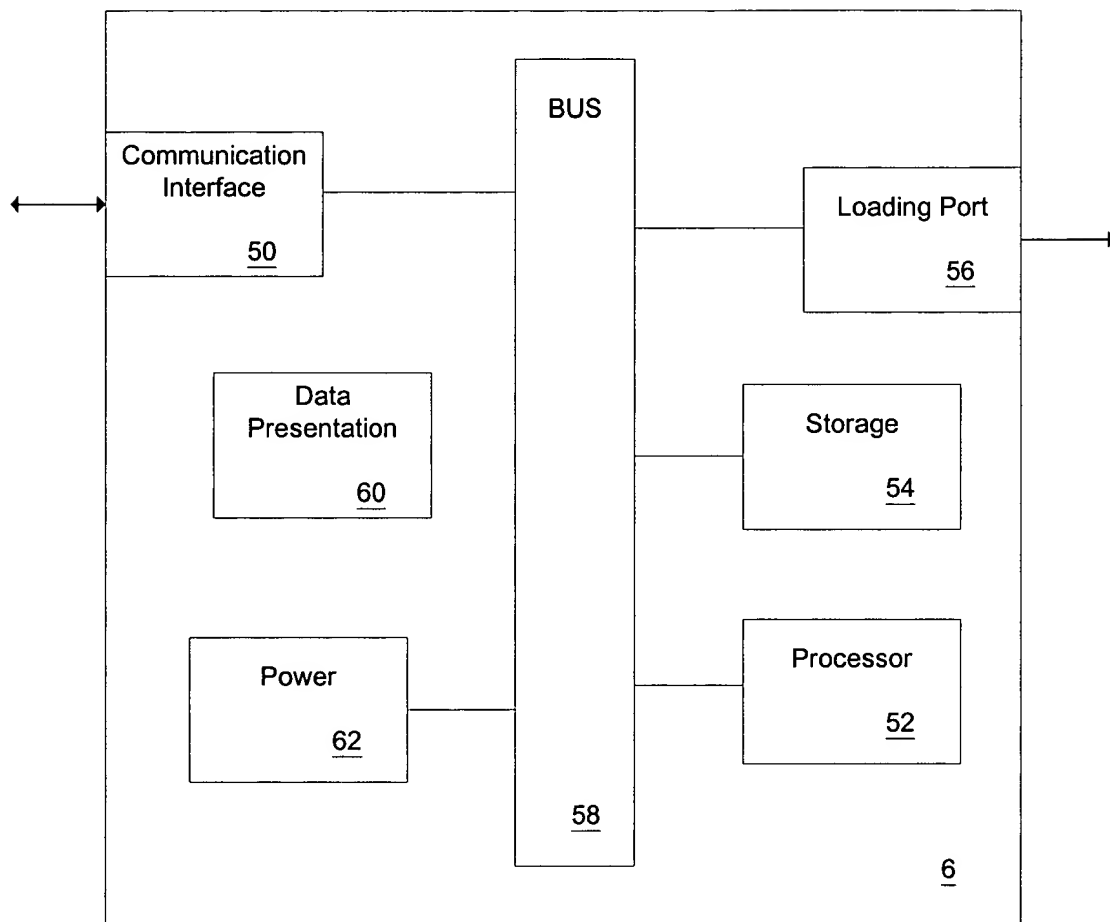 BUS
Communication
Interface
50
Loading Port
56
Data
Presentation
60
Storage
54
Power
62
Processor
52
58
6